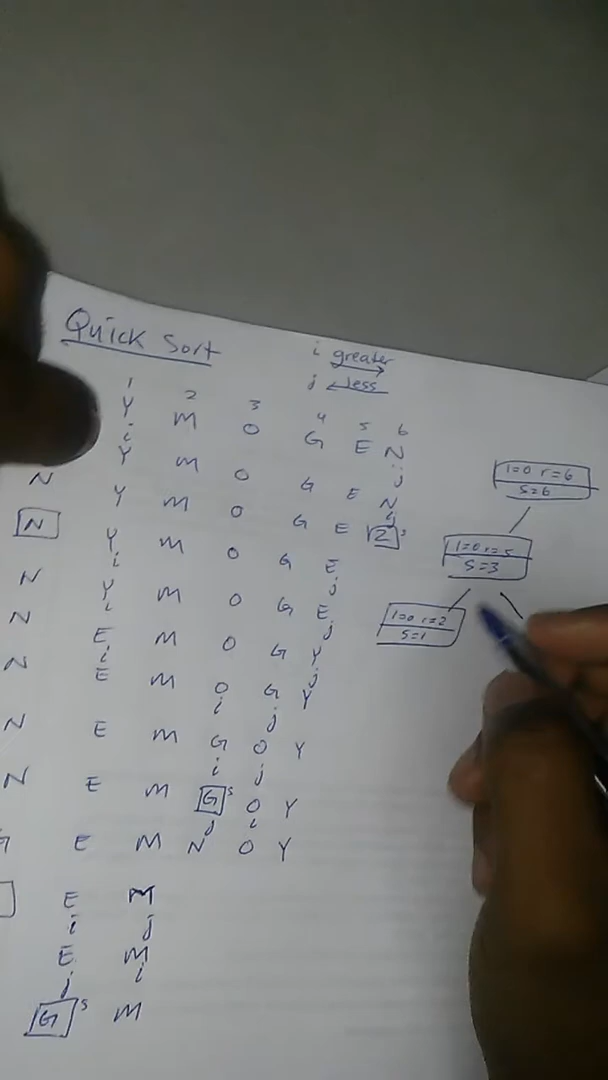 Quick Sort
i greater
j less
1 2 3 4 5 6
Y M O G E N
i j
N Y M O G E N
j
N Y M O G E Z s
Y M O G E
i j
N Y M O G E
i j
N E M O G Y
i j
N E M O G Y
i j
N E M G O Y
i j
N E M G s O Y
j i
G E M N O Y
E M
i j
E M
j i
G s M
l=0 r=6
s=6
l=0 r=5
s=3
l=0 r=2
s=1